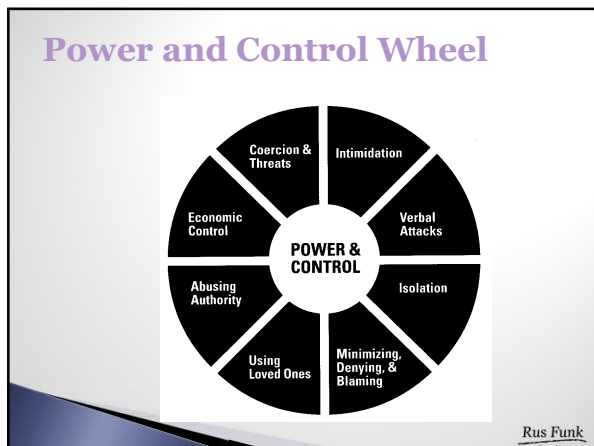 Power and Control Wheel
Coercion &
Threats
Intimidation
Economic
Control
Verbal
Attacks
POWER &
CONTROL
Abusing
Authority
Isolation
Using
Loved Ones
Minimizing,
Denying, &
Blaming
Rus Funk